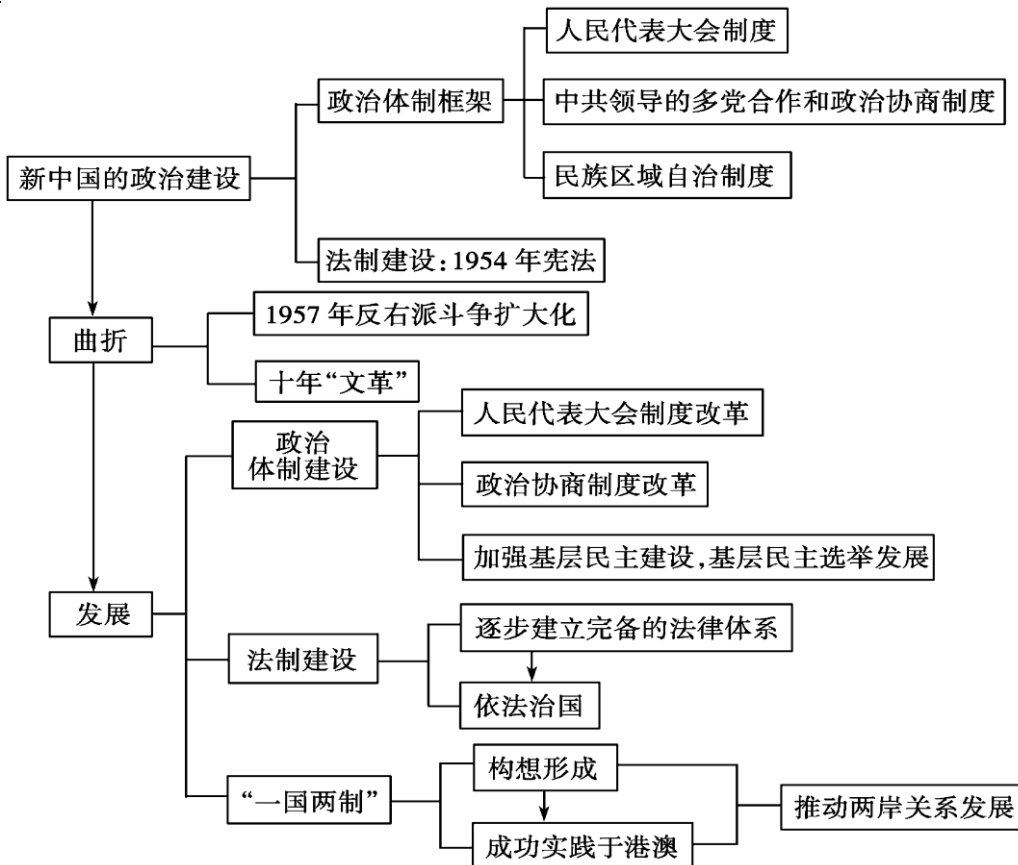 人民代表大会制度
政治体制框架
中共领导的多党合作和政治协商制度
新中国的政治建设
民族区域自治制度
法制建设：1954 年宪法
1957 年反右派斗争扩大化
曲折
十年“文革”
人民代表大会制度改革
政治
体制建设
政治协商制度改革
加强基层民主建设，基层民主选举发展
发展
逐步建立完备的法律体系
法制建设
依法治国
构想形成
“一国两制”
推动两岸关系发展
成功实践于港澳